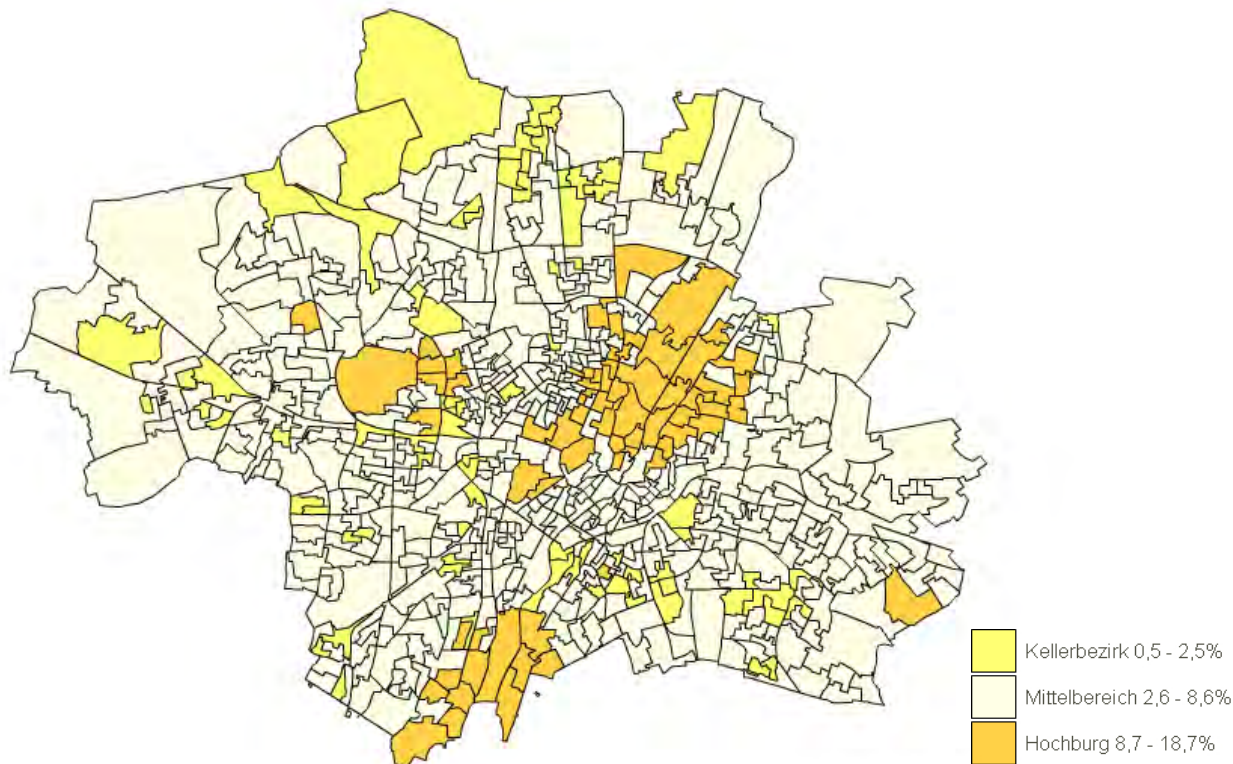 Kellerbezirk 0,5 - 2,5%
Mittelbereich 2,6 - 8,6%
Hochburg 8,7 - 18,7%